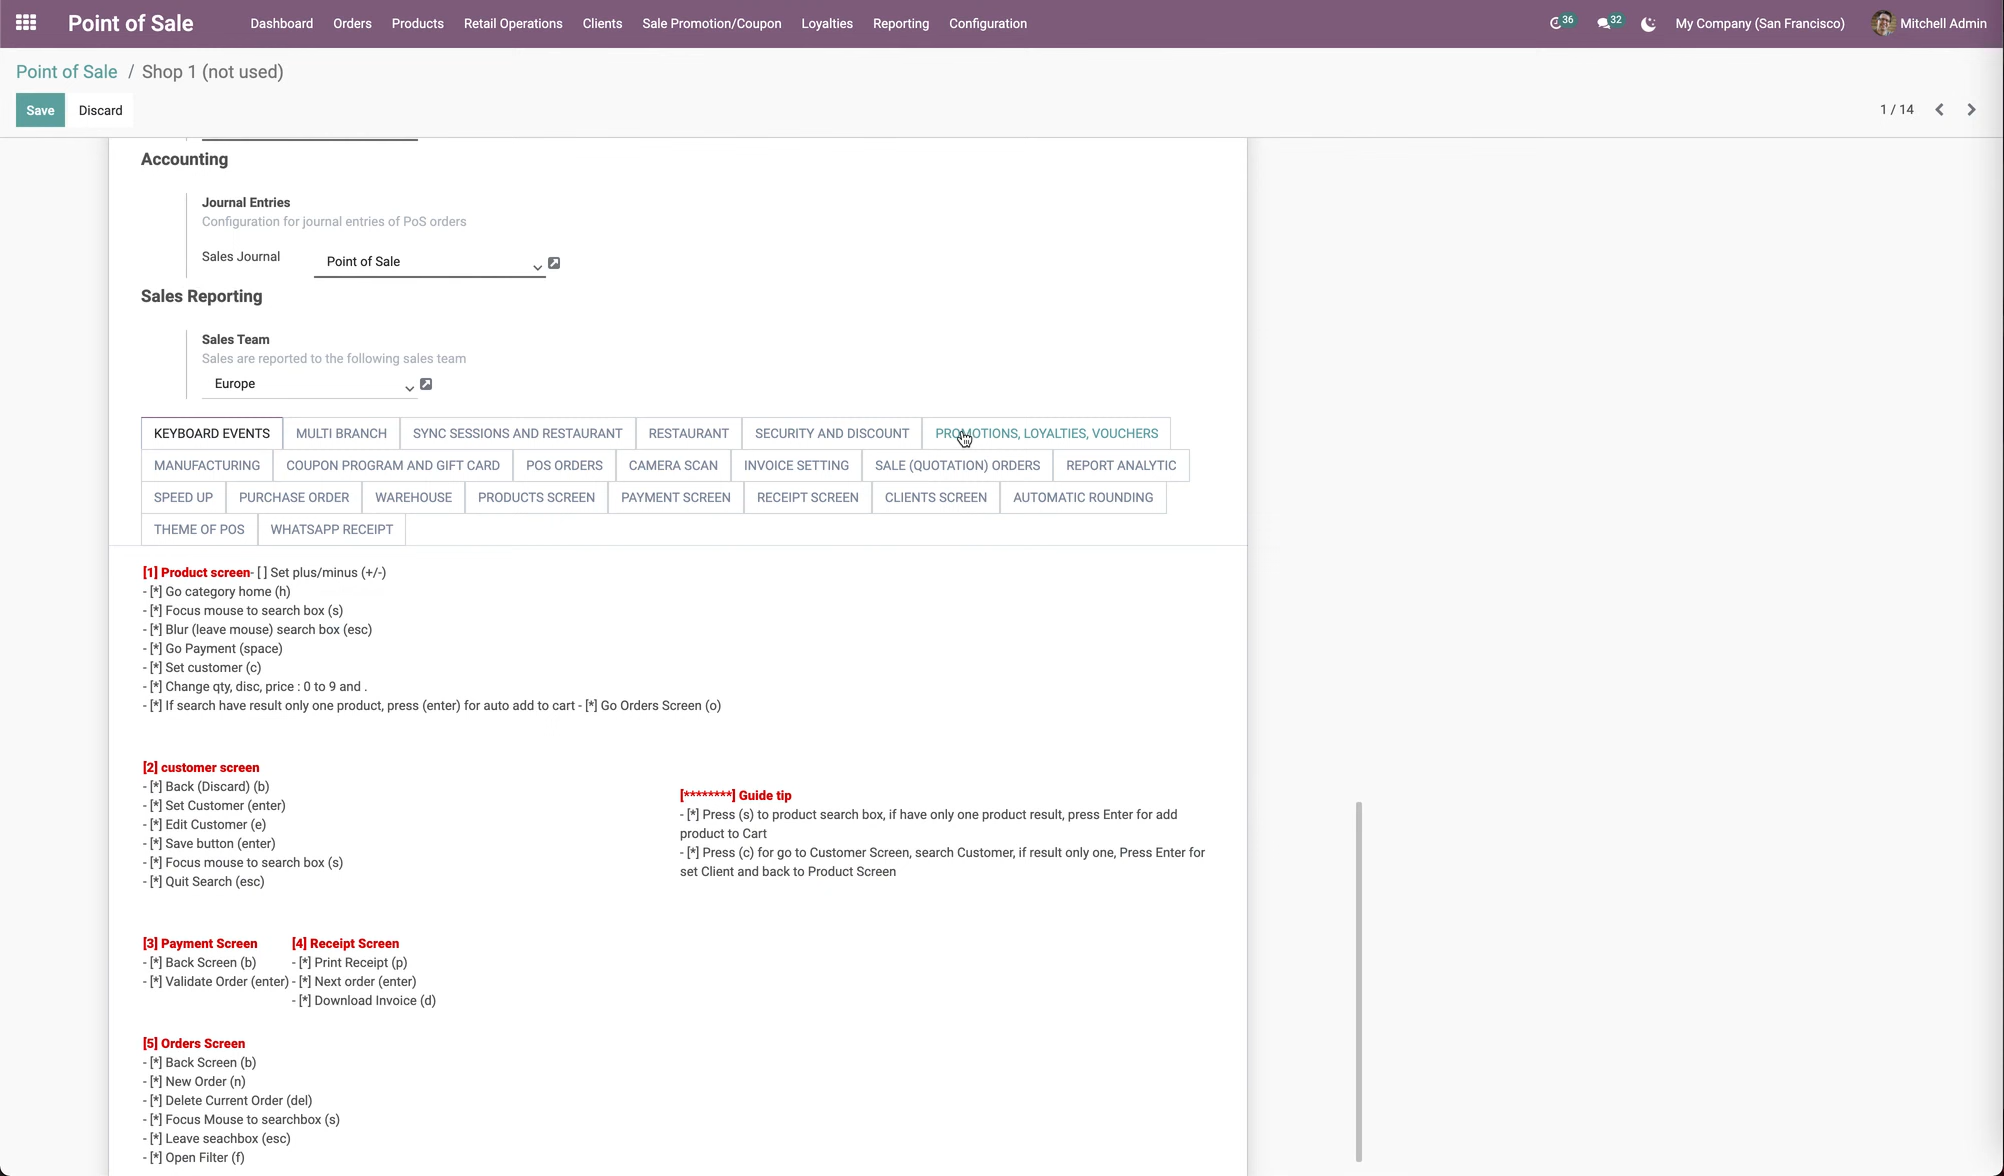 Point of Sale Dashboard Orders Products Retail Operations Clients Sale Promotion/Coupon Loyalties Reporting Configuration 36 32 My Company (San Francisco) Mitchell Admin
Point of Sale / Shop 1 (not used)
Save Discard 1 / 14
Accounting
Journal Entries
Configuration for journal entries of PoS orders
Sales Journal Point of Sale
Sales Reporting
Sales Team
Sales are reported to the following sales team
Europe
KEYBOARD EVENTS MULTI BRANCH SYNC SESSIONS AND RESTAURANT RESTAURANT SECURITY AND DISCOUNT PROMOTIONS, LOYALTIES, VOUCHERS
MANUFACTURING COUPON PROGRAM AND GIFT CARD POS ORDERS CAMERA SCAN INVOICE SETTING SALE (QUOTATION) ORDERS REPORT ANALYTIC
SPEED UP PURCHASE ORDER WAREHOUSE PRODUCTS SCREEN PAYMENT SCREEN RECEIPT SCREEN CLIENTS SCREEN AUTOMATIC ROUNDING
THEME OF POS WHATSAPP RECEIPT
[1] Product screen- [ ] Set plus/minus (+/-)
- [*] Go category home (h)
- [*] Focus mouse to search box (s)
- [*] Blur (leave mouse) search box (esc)
- [*] Go Payment (space)
- [*] Set customer (c)
- [*] Change qty, disc, price : 0 to 9 and .
- [*] If search have result only one product, press (enter) for auto add to cart - [*] Go Orders Screen (o)
[2] customer screen
- [*] Back (Discard) (b)
- [*] Set Customer (enter)
- [*] Edit Customer (e)
- [*] Save button (enter)
- [*] Focus mouse to search box (s)
- [*] Quit Search (esc)
[********] Guide tip
- [*] Press (s) to product search box, if have only one product result, press Enter for add
product to Cart
- [*] Press (c) for go to Customer Screen, search Customer, if result only one, Press Enter for
set Client and back to Product Screen
[3] Payment Screen
- [*] Back Screen (b)
- [*] Validate Order (enter)
[4] Receipt Screen
- [*] Print Receipt (p)
- [*] Next order (enter)
- [*] Download Invoice (d)
[5] Orders Screen
- [*] Back Screen (b)
- [*] New Order (n)
- [*] Delete Current Order (del)
- [*] Focus Mouse to searchbox (s)
- [*] Leave seachbox (esc)
- [*] Open Filter (f)